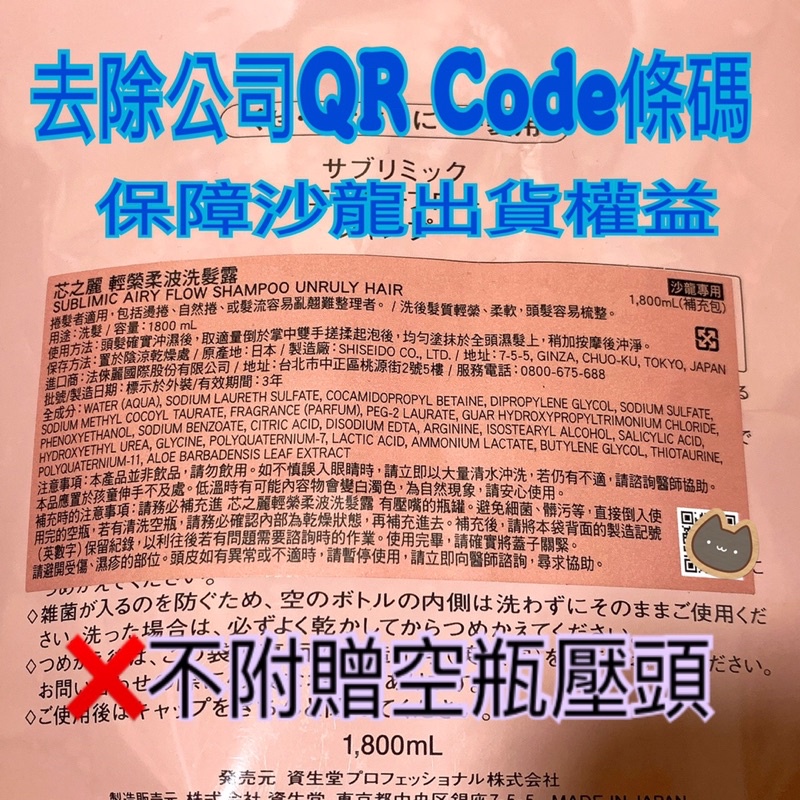 去除公司QR Code條碼
サブリミック
保障沙龍出貨權益
芯之麗 輕縈柔波洗髮露
SUBLIMIC AIRY FLOW SHAMPOO UNRULY HAIR
沙龍專用
1,800mL(補充包)
捲髮者適用,包括燙捲、自然捲、或髮流容易亂翹難整理者。/ 洗後髮質輕縈、柔軟,頭髮容易梳整。
用途:洗髮 / 容量:1800 mL
使用方法:頭髮確實沖濕後,取適量倒於掌中雙手搓揉起泡後,均勻塗抹於全頭濕髮上,稍加按摩後沖淨。
保存方法:置於陰涼乾燥處 / 原產地:日本 / 製造廠:SHISEIDO CO., LTD. / 地址:7-5-5, GINZA, CHUO-KU, TOKYO, JAPAN
進口商:法倈麗國際股份有限公司 / 地址:台北市中正區桃源街2號5樓 / 服務電話:0800-675-688
批號/製造日期:標示於外裝/有效期間:3年
全成分:WATER (AQUA), SODIUM LAURETH SULFATE, COCAMIDOPROPYL BETAINE, DIPROPYLENE GLYCOL, SODIUM SULFATE,
SODIUM METHYL COCOYL TAURATE, FRAGRANCE (PARFUM), PEG-2 LAURATE, GUAR HYDROXYPROPYLTRIMONIUM CHLORIDE,
PHENOXYETHANOL, SODIUM BENZOATE, CITRIC ACID, DISODIUM EDTA, ARGININE, ISOSTEARYL ALCOHOL, SALICYLIC ACID,
HYDROXYETHYL UREA, GLYCINE, POLYQUATERNIUM-7, LACTIC ACID, AMMONIUM LACTATE, BUTYLENE GLYCOL, THIOTAURINE,
POLYQUATERNIUM-11, ALOE BARBADENSIS LEAF EXTRACT
注意事項:本產品並非飲品,請勿飲用。如不慎誤入眼睛時,請立即以大量清水沖洗,若仍有不適,請諮詢醫師協助。
本品應置於孩童伸手不及處。低溫時有可能內容物會變白濁色,為自然現象,請安心使用。
補充時的注意事項:請務必補充進 芯之麗輕縈柔波洗髮露 有壓嘴的瓶罐。避免細菌、髒污等,直接倒入使
用完的空瓶,若有清洗空瓶,請務必確認內部為乾燥狀態,再補充進去。補充後,請將本袋背面的製造記號
(英數字)保留紀錄,以利往後若有問題需要諮詢時的作業。使用完畢,請確實將蓋子關緊。
請避開受傷、濕疹的部位。頭皮如有異常或不適時,請暫停使用,請立即向醫師諮詢,尋求協助。
◇雑菌が入るのを防ぐため、空のボトルの内側は洗わずにそのままご使用くだ
さい。洗った場合は、必ずよく乾かしてからつめかえてください。
不附贈空瓶壓頭
1,800mL
発売元 資生堂プロフェッショナル株式会社